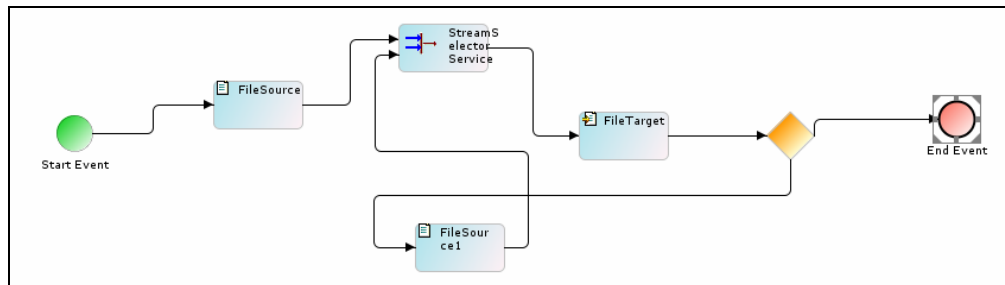 StreamS
elector
Service
FileSource
FileTarget
Start Event
End Event
FileSour
ce1